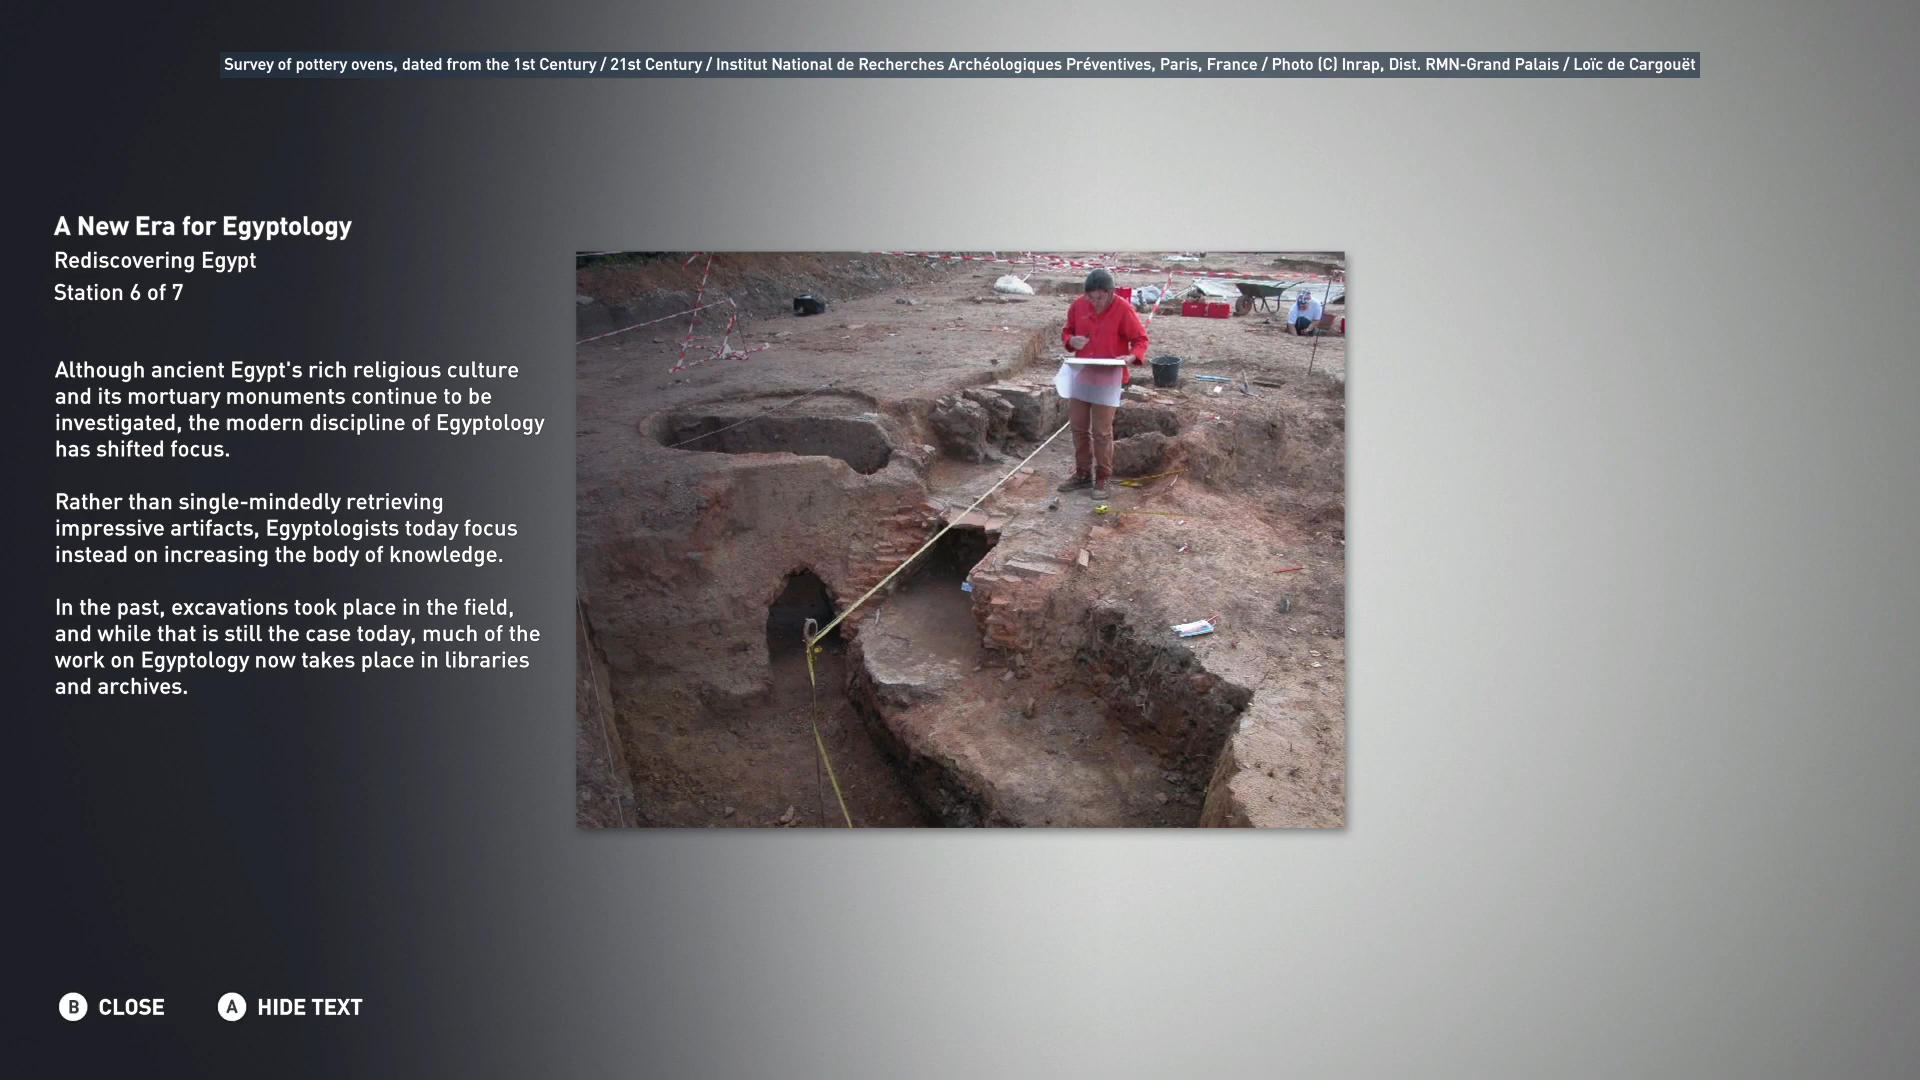 Survey of pottery ovens, dated from the 1st Century / 21st Century / Institut National de Recherches Archéologiques Préventives, Paris, France / Photo (C) Inrap, Dist. RMN-Grand Palais / Loïc de Cargouët
A New Era for Egyptology
Rediscovering Egypt
Station 6 of 7
Although ancient Egypt's rich religious culture
and its mortuary monuments continue to be
investigated, the modern discipline of Egyptology
has shifted focus.
Rather than single-mindedly retrieving
impressive artifacts, Egyptologists today focus
instead on increasing the body of knowledge.
In the past, excavations took place in the field,
and while that is still the case today, much of the
work on Egyptology now takes place in libraries
and archives.
B CLOSE A HIDE TEXT